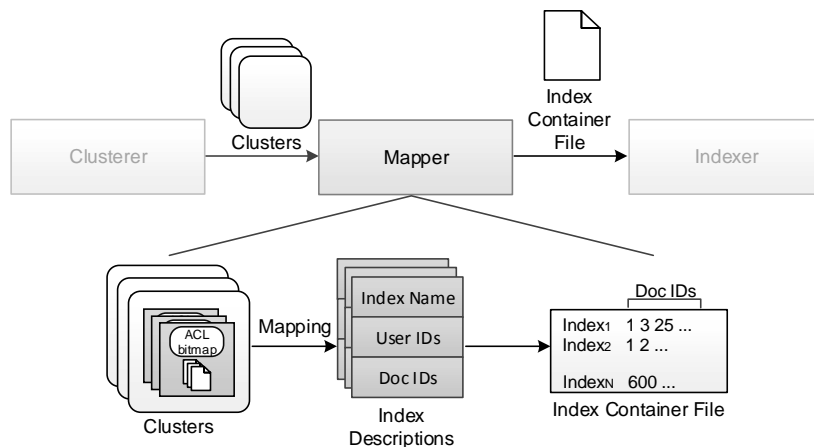 Clusters
Index
Container
File
Clusterer
Mapper
Indexer
Mapping
ACL
bitmap
Clusters
Index Name
User IDs
Doc IDs
Index
Descriptions
Doc IDs
Index1 1 3 25 ...
Index2 1 2 ...
IndexN 600 ...
Index Container File